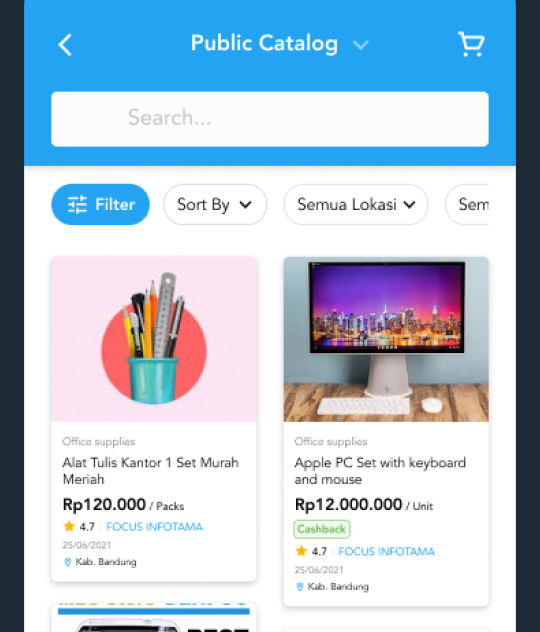 Public Catalog
Search...
Filter
Sort By
Semua Lokasi
Sem
Office supplies
Alat Tulis Kantor 1 Set Murah
Meriah
Rp120.000 / Packs
4.7 | FOCUS INFOTAMA
25/06/2021
Kab. Bandung
Office supplies
Apple PC Set with keyboard
and mouse
Rp12.000.000 / Unit
Cashback
4.7 | FOCUS INFOTAMA
25/06/2021
Kab. Bandung